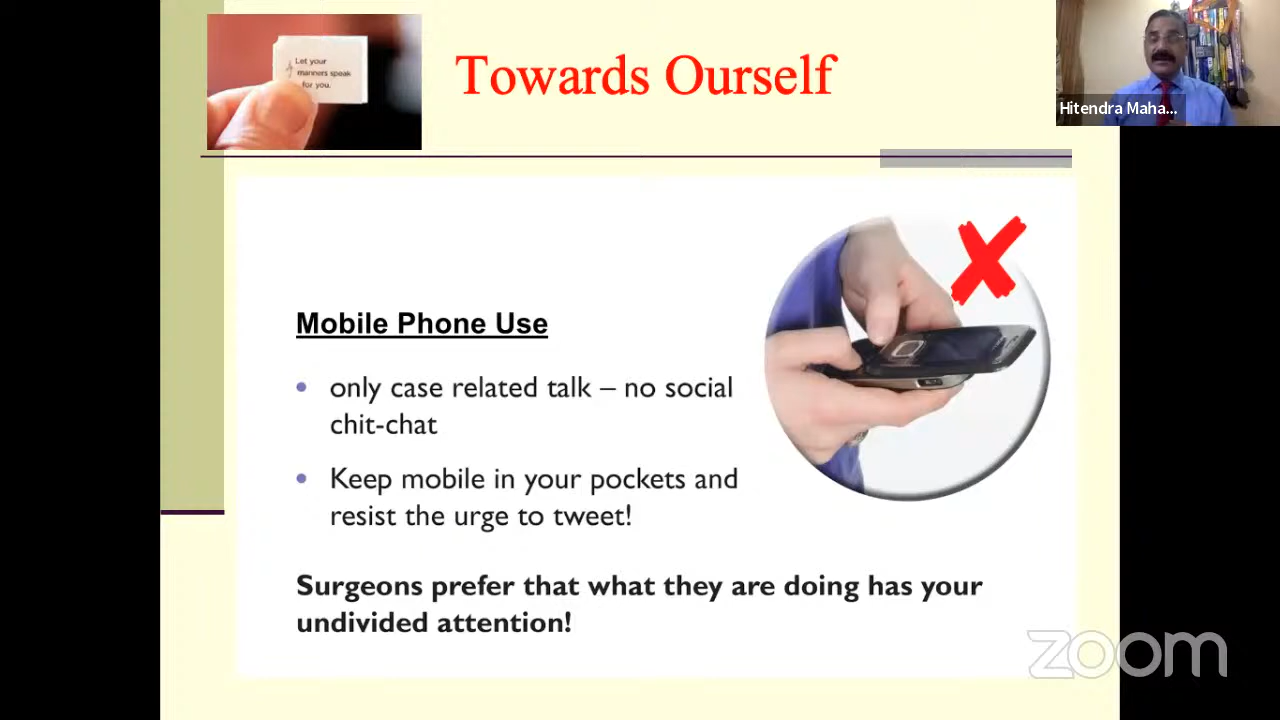 Let your
manners speak
for you.
Towards Ourself
Hitendra Maha...
Mobile Phone Use
• only case related talk – no social
chit-chat
• Keep mobile in your pockets and
resist the urge to tweet!
Surgeons prefer that what they are doing has your
undivided attention!
zoom